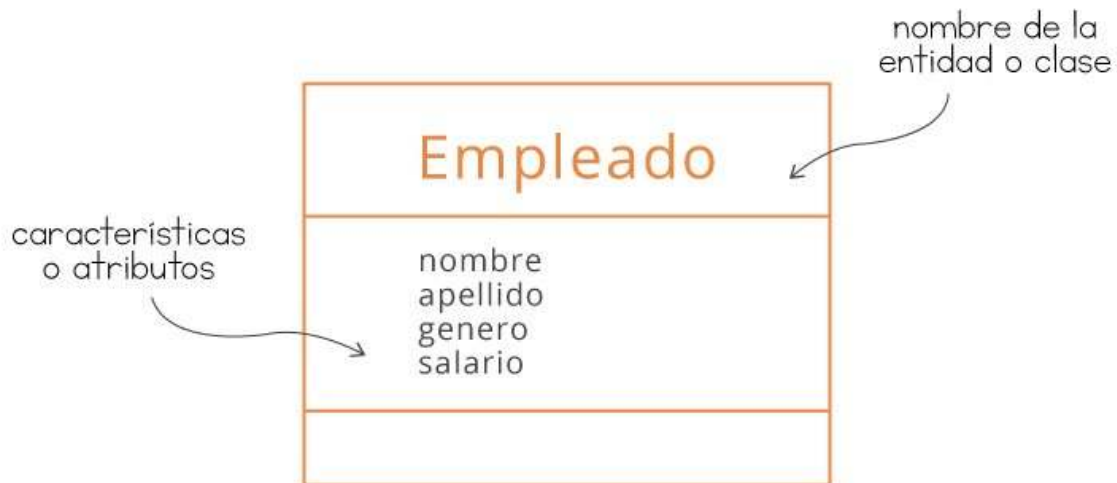 nombre de la
entidad o clase
Empleado
características
o atributos
nombre
apellido
genero
salario